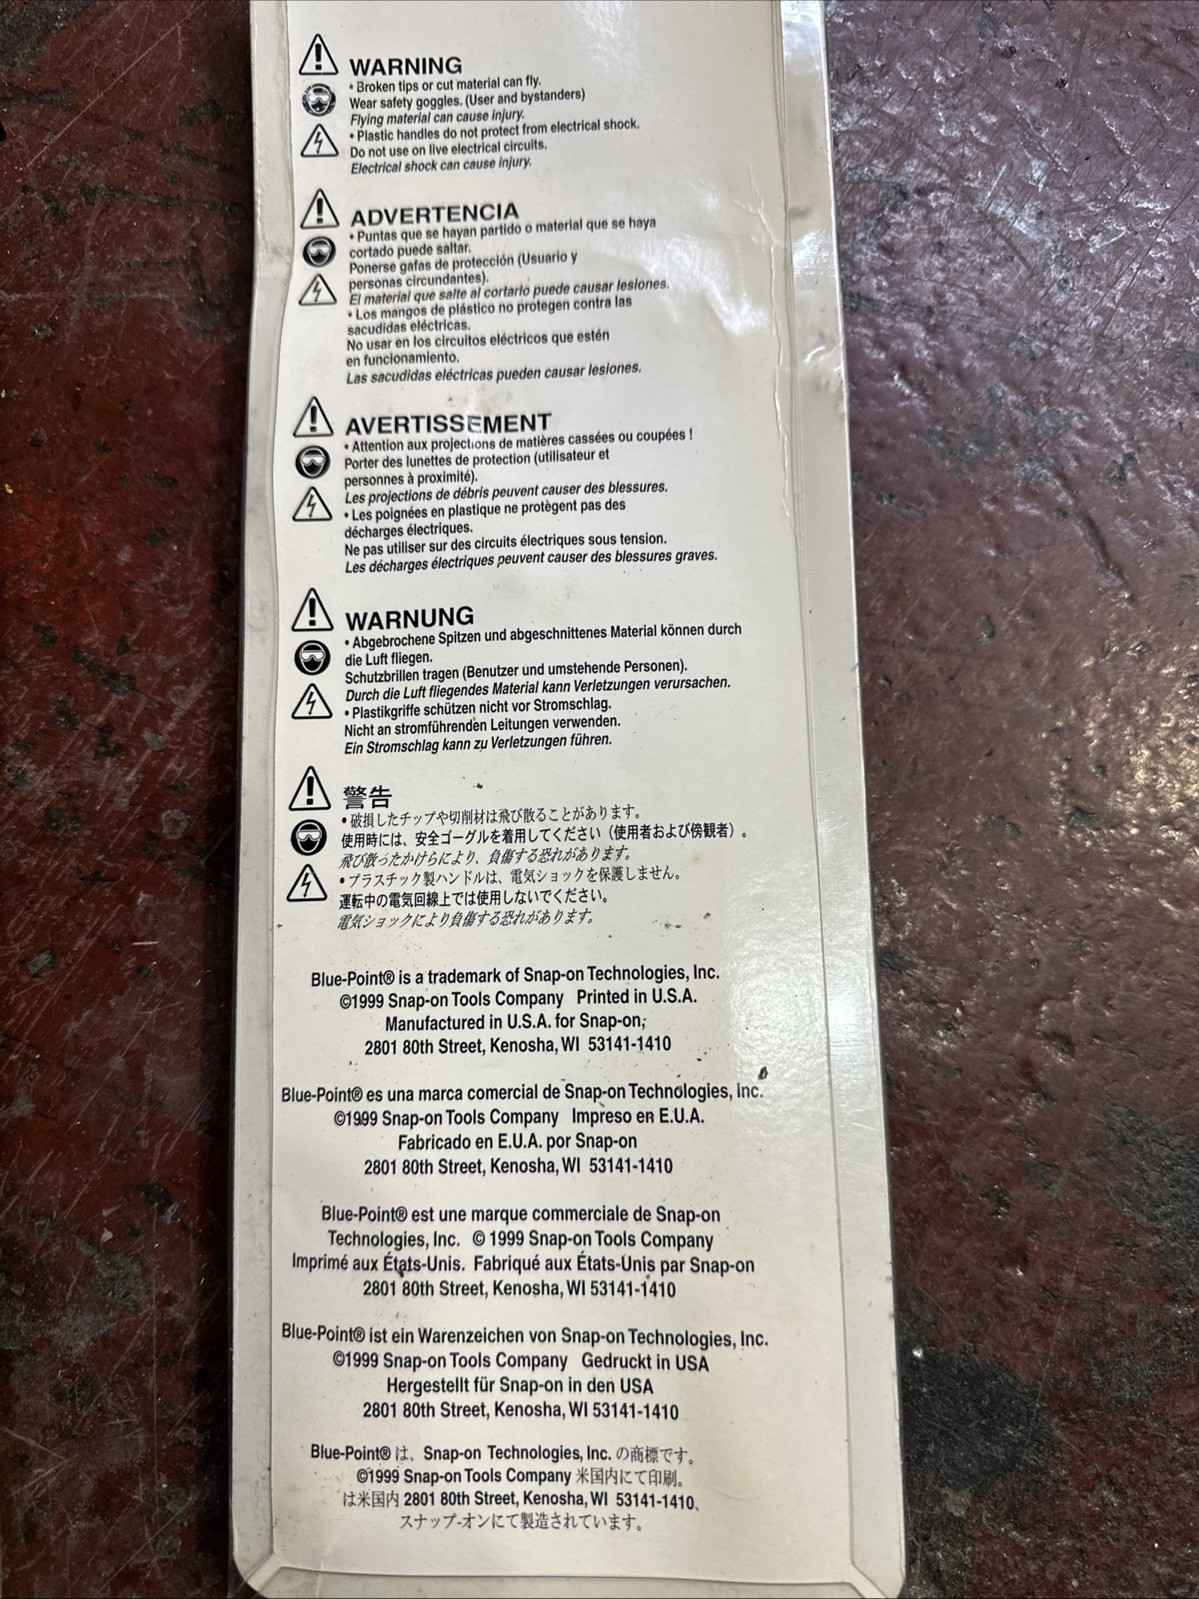 WARNING
• Broken tips or cut material can fly.
Wear safety goggles. (User and bystanders)
Flying material can cause injury.
• Plastic handles do not protect from electrical shock.
Do not use on live electrical circuits.
Electrical shock can cause injury.
ADVERTENCIA
• Puntas que se hayan partido o material que se haya
cortado puede saltar.
Ponerse gafas de protección (Usuario y
personas circundantes).
El material que salte al cortarlo puede causar lesiones.
• Los mangos de plástico no protegen contra las
sacudidas eléctricas.
No usar en los circuitos eléctricos que estén
en funcionamiento.
Las sacudidas eléctricas pueden causar lesiones.
AVERTISSEMENT
• Attention aux projections de matières cassées ou coupées !
Porter des lunettes de protection (utilisateur et
personnes à proximité).
Les projections de débris peuvent causer des blessures.
• Les poignées en plastique ne protègent pas des
décharges électriques.
Ne pas utiliser sur des circuits électriques sous tension.
Les décharges électriques peuvent causer des blessures graves.
WARNUNG
• Abgebrochene Spitzen und abgeschnittenes Material können durch
die Luft fliegen.
Schutzbrillen tragen (Benutzer und umstehende Personen).
Durch die Luft fliegendes Material kann Verletzungen verursachen.
• Plastikgriffe schützen nicht vor Stromschlag.
Nicht an stromführenden Leitungen verwenden.
Ein Stromschlag kann zu Verletzungen führen.
警告
• 破損したチップや切削材は飛び散ることがあります。
使用時には、安全ゴーグルを着用してください（使用者および傍観者）。
飛び散ったかけらにより、負傷する恐れがあります。
• プラスチック製ハンドルは、電気ショックを保護しません。
運転中の電気回線上では使用しないでください。
電気ショックにより負傷する恐れがあります。
Blue-Point® is a trademark of Snap-on Technologies, Inc.
©1999 Snap-on Tools Company Printed in U.S.A.
Manufactured in U.S.A. for Snap-on;
2801 80th Street, Kenosha, WI 53141-1410
Blue-Point® es una marca comercial de Snap-on Technologies, Inc.
©1999 Snap-on Tools Company Impreso en E.U.A.
Fabricado en E.U.A. por Snap-on
2801 80th Street, Kenosha, WI 53141-1410
Blue-Point® est une marque commerciale de Snap-on
Technologies, Inc. © 1999 Snap-on Tools Company
Imprimé aux États-Unis. Fabriqué aux États-Unis par Snap-on
2801 80th Street, Kenosha, WI 53141-1410
Blue-Point® ist ein Warenzeichen von Snap-on Technologies, Inc.
©1999 Snap-on Tools Company Gedruckt in USA
Hergestellt für Snap-on in den USA
2801 80th Street, Kenosha, WI 53141-1410
Blue-Point® は、Snap-on Technologies, Inc. の商標です。
©1999 Snap-on Tools Company 米国内にて印刷。
は米国内 2801 80th Street, Kenosha, WI 53141-1410、
スナップ-オンにて製造されています。